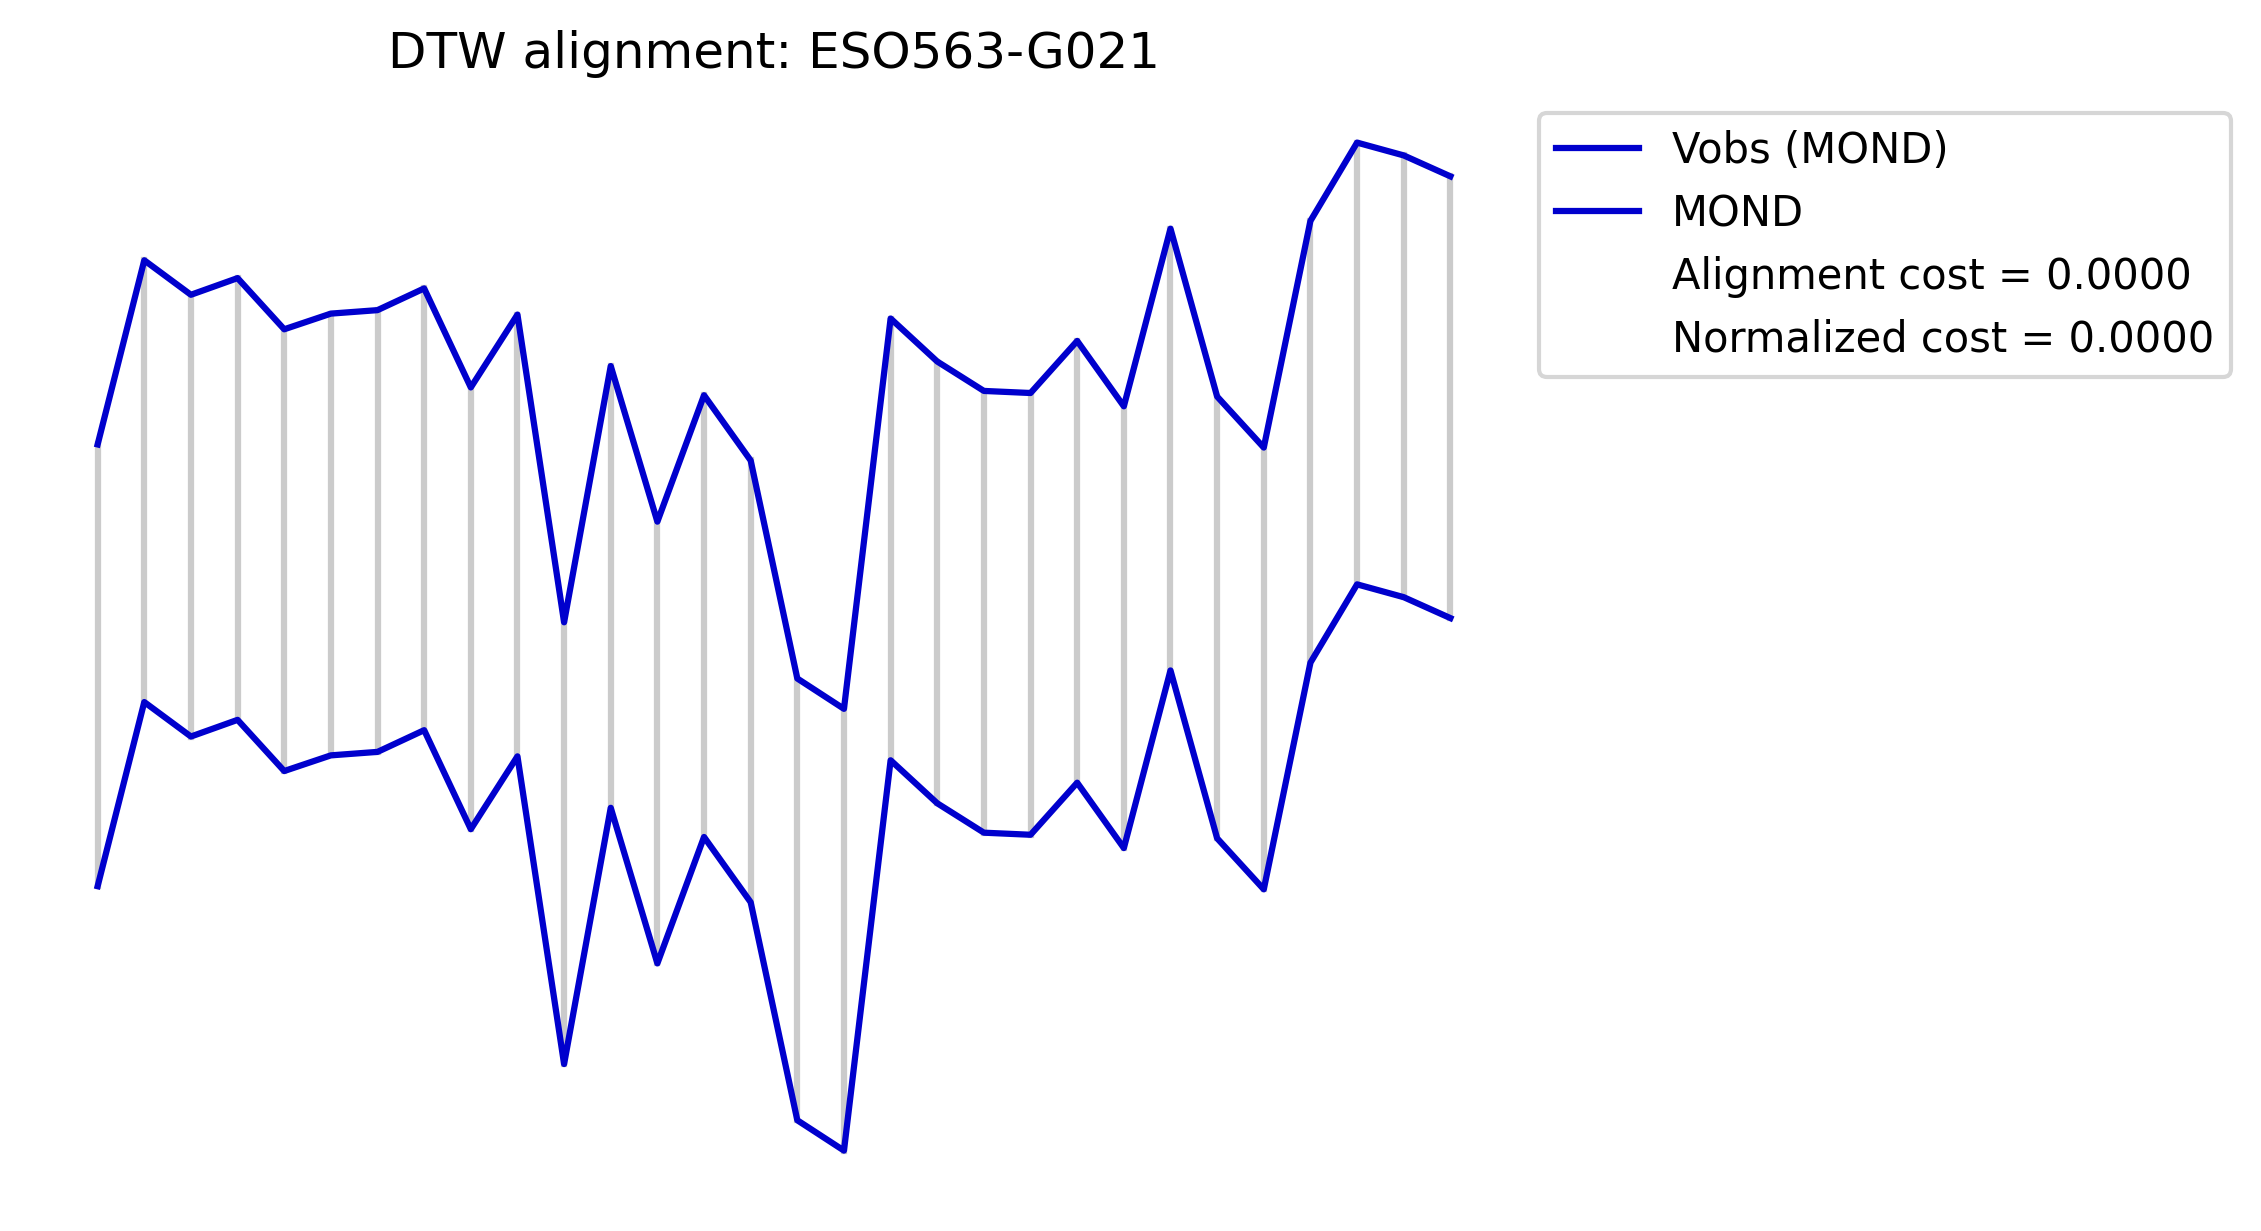 DTW alignment: ESO563-G021
Vobs (MOND)
MOND
Alignment cost = 0.0000
Normalized cost = 0.0000